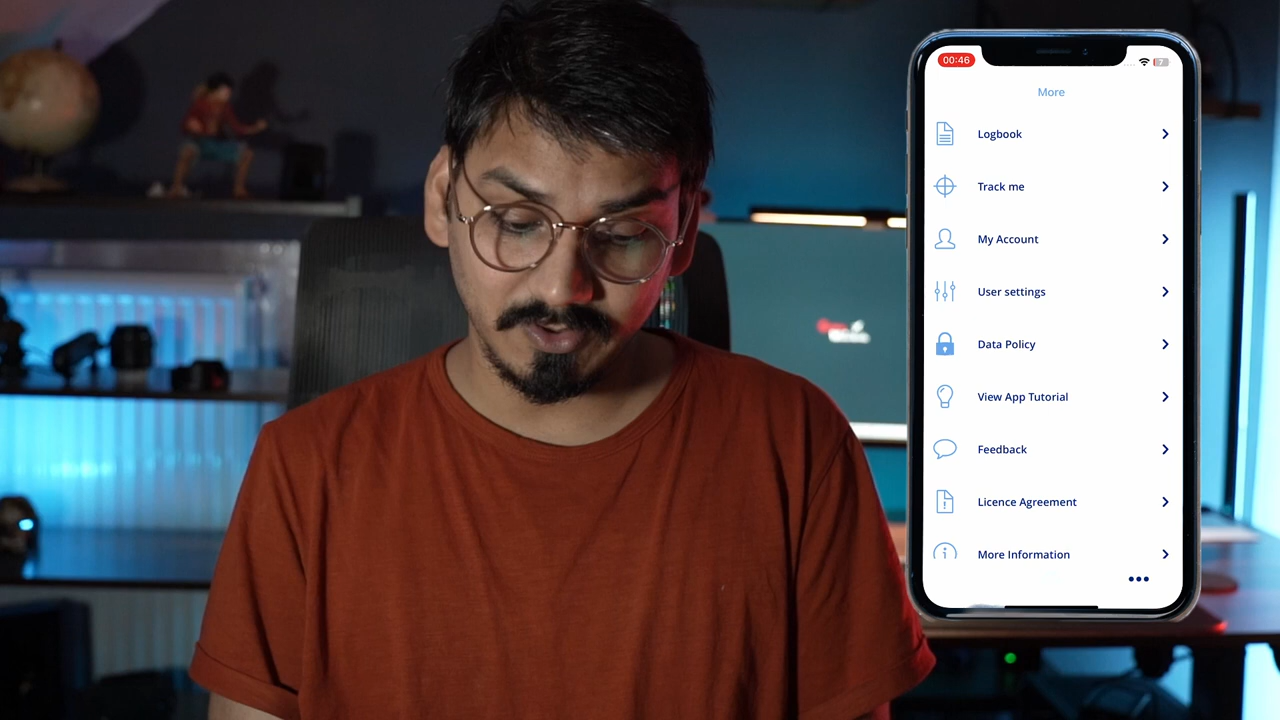 00:46
More
Logbook
Track me
My Account
User settings
Data Policy
View App Tutorial
Feedback
Licence Agreement
More Information